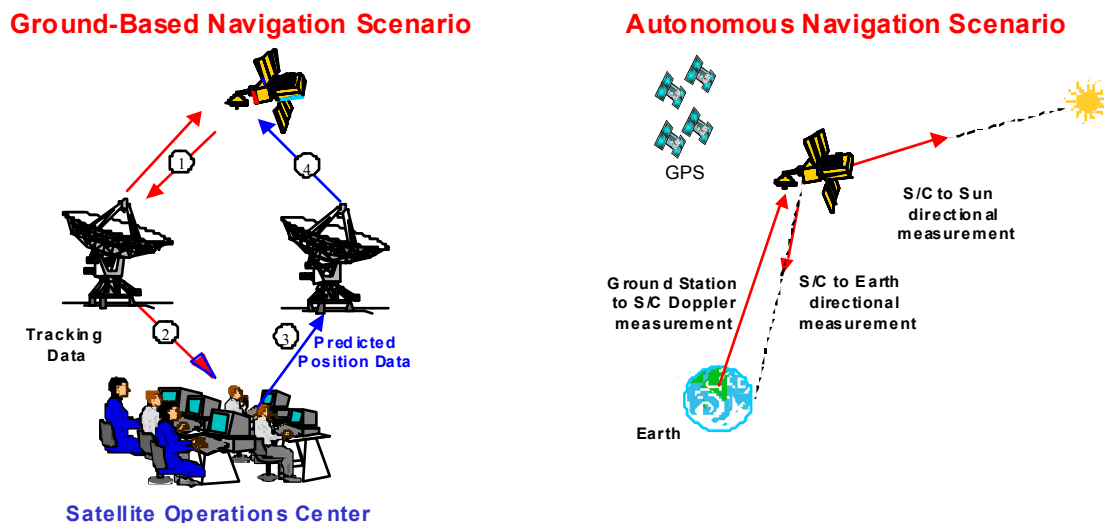 Ground-Based Navigation Scenario
1
4
Tracking
Data
2
3
Predicted
Position Data
Satellite Operations Center
Autonomous Navigation Scenario
GPS
S/C to Sun
directional
measurement
Ground Station
to S/C Doppler
measurement
S/C to Earth
directional
measurement
Earth